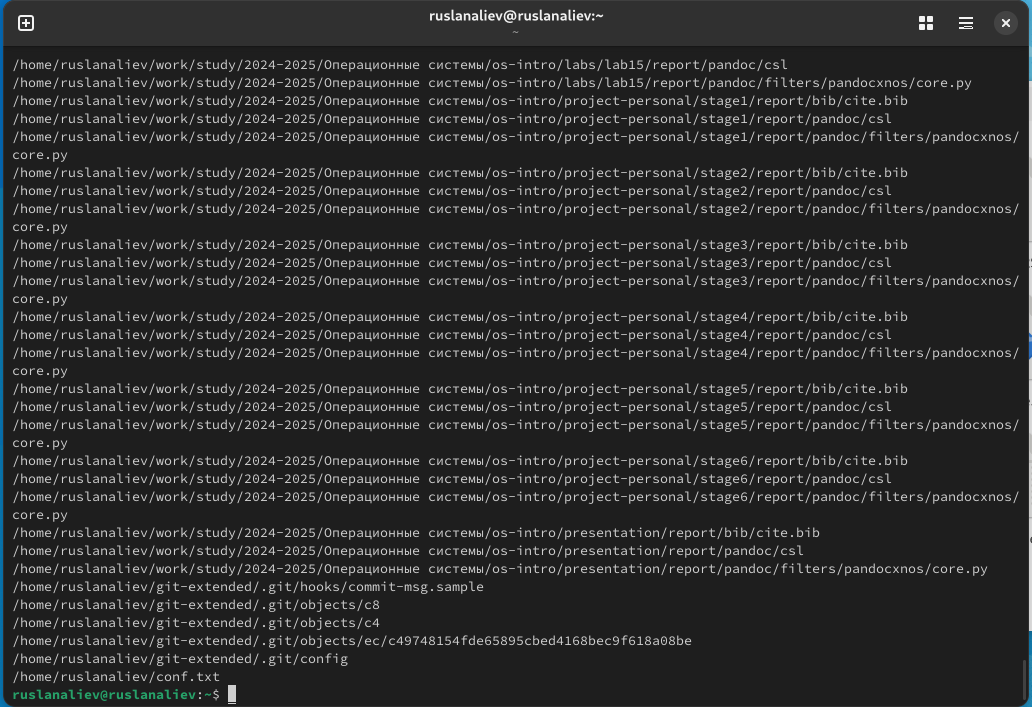 ruslanaliev@ruslanaliev:~
~
/home/ruslanaliev/work/study/2024-2025/Операционные системы/os-intro/labs/lab15/report/pandoc/csl
/home/ruslanaliev/work/study/2024-2025/Операционные системы/os-intro/labs/lab15/report/pandoc/filters/pandocxnos/core.py
/home/ruslanaliev/work/study/2024-2025/Операционные системы/os-intro/project-personal/stage1/report/bib/cite.bib
/home/ruslanaliev/work/study/2024-2025/Операционные системы/os-intro/project-personal/stage1/report/pandoc/csl
/home/ruslanaliev/work/study/2024-2025/Операционные системы/os-intro/project-personal/stage1/report/pandoc/filters/pandocxnos/
core.py
/home/ruslanaliev/work/study/2024-2025/Операционные системы/os-intro/project-personal/stage2/report/bib/cite.bib
/home/ruslanaliev/work/study/2024-2025/Операционные системы/os-intro/project-personal/stage2/report/pandoc/csl
/home/ruslanaliev/work/study/2024-2025/Операционные системы/os-intro/project-personal/stage2/report/pandoc/filters/pandocxnos/
core.py
/home/ruslanaliev/work/study/2024-2025/Операционные системы/os-intro/project-personal/stage3/report/bib/cite.bib
/home/ruslanaliev/work/study/2024-2025/Операционные системы/os-intro/project-personal/stage3/report/pandoc/csl
/home/ruslanaliev/work/study/2024-2025/Операционные системы/os-intro/project-personal/stage3/report/pandoc/filters/pandocxnos/
core.py
/home/ruslanaliev/work/study/2024-2025/Операционные системы/os-intro/project-personal/stage4/report/bib/cite.bib
/home/ruslanaliev/work/study/2024-2025/Операционные системы/os-intro/project-personal/stage4/report/pandoc/csl
/home/ruslanaliev/work/study/2024-2025/Операционные системы/os-intro/project-personal/stage4/report/pandoc/filters/pandocxnos/
core.py
/home/ruslanaliev/work/study/2024-2025/Операционные системы/os-intro/project-personal/stage5/report/bib/cite.bib
/home/ruslanaliev/work/study/2024-2025/Операционные системы/os-intro/project-personal/stage5/report/pandoc/csl
/home/ruslanaliev/work/study/2024-2025/Операционные системы/os-intro/project-personal/stage5/report/pandoc/filters/pandocxnos/
core.py
/home/ruslanaliev/work/study/2024-2025/Операционные системы/os-intro/project-personal/stage6/report/bib/cite.bib
/home/ruslanaliev/work/study/2024-2025/Операционные системы/os-intro/project-personal/stage6/report/pandoc/csl
/home/ruslanaliev/work/study/2024-2025/Операционные системы/os-intro/project-personal/stage6/report/pandoc/filters/pandocxnos/
core.py
/home/ruslanaliev/work/study/2024-2025/Операционные системы/os-intro/presentation/report/bib/cite.bib
/home/ruslanaliev/work/study/2024-2025/Операционные системы/os-intro/presentation/report/pandoc/csl
/home/ruslanaliev/work/study/2024-2025/Операционные системы/os-intro/presentation/report/pandoc/filters/pandocxnos/core.py
/home/ruslanaliev/git-extended/.git/hooks/commit-msg.sample
/home/ruslanaliev/git-extended/.git/objects/c8
/home/ruslanaliev/git-extended/.git/objects/c4
/home/ruslanaliev/git-extended/.git/objects/ec/c49748154fde65895cbed4168bec9f618a08be
/home/ruslanaliev/git-extended/.git/config
/home/ruslanaliev/conf.txt
ruslanaliev@ruslanaliev:~$